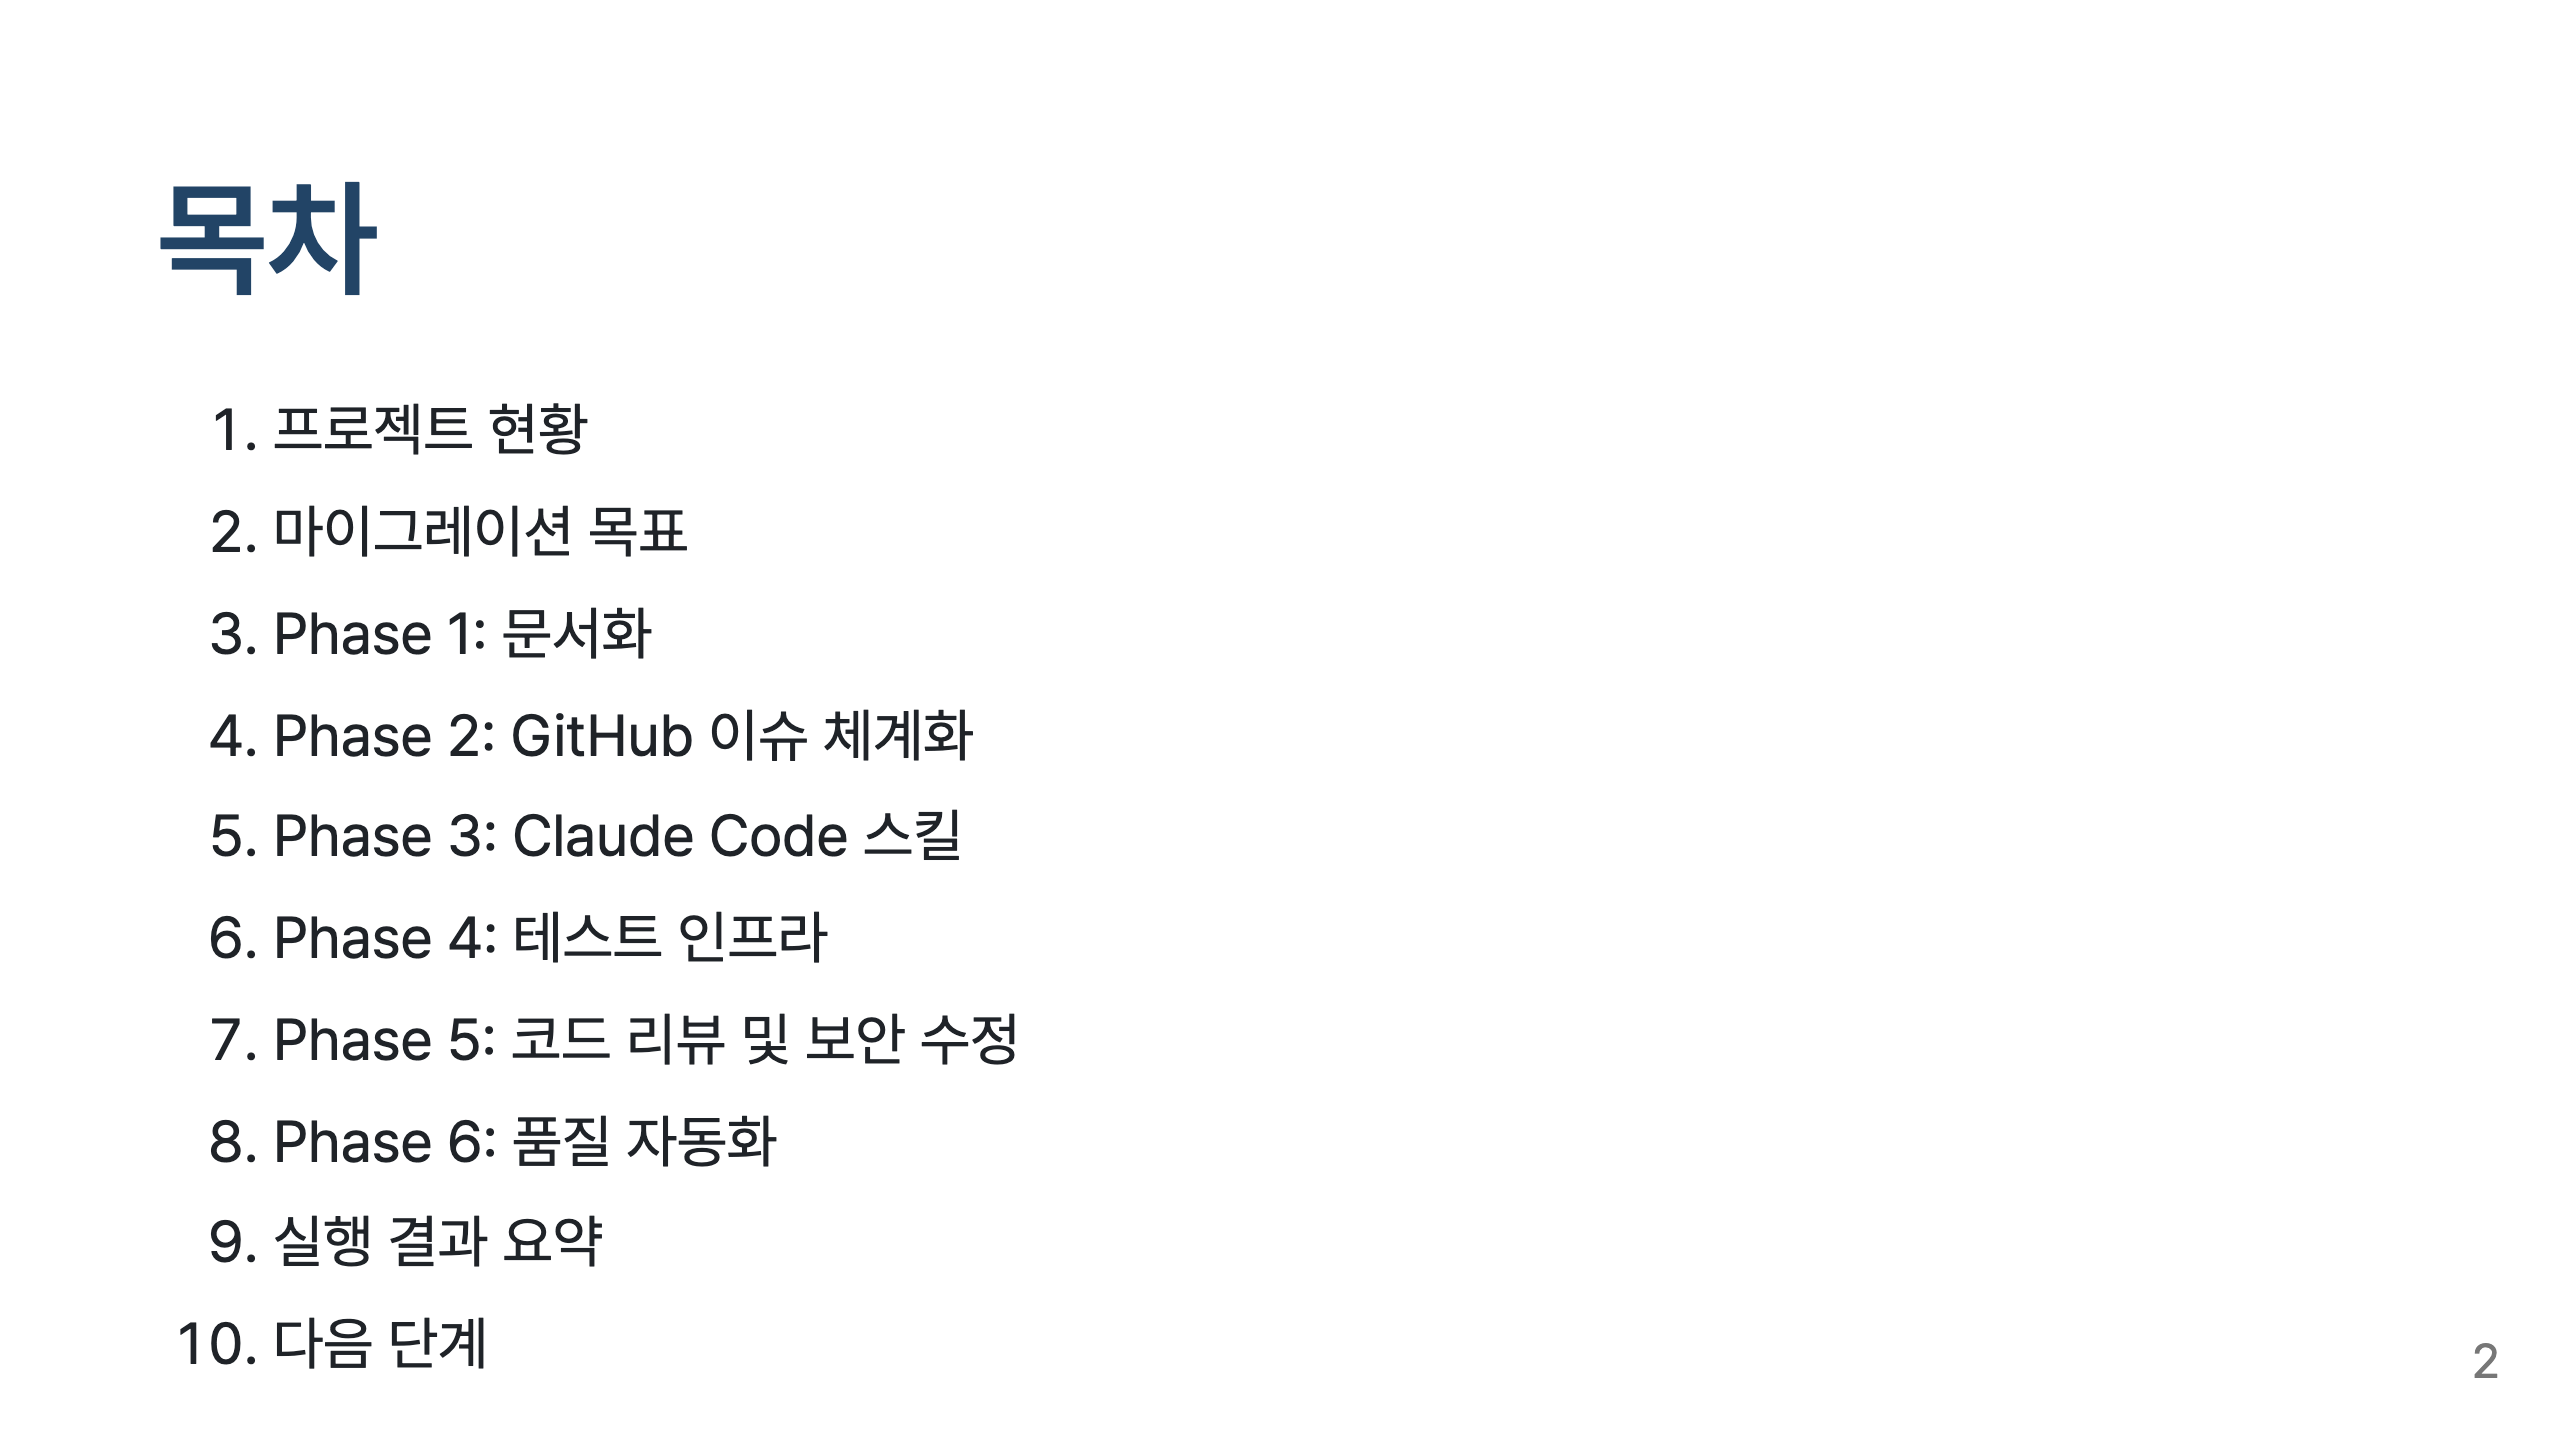 목차
1. 프로젝트 현황
2. 마이그레이션 목표
3. Phase 1: 문서화
4. Phase 2: GitHub 이슈 체계화
5. Phase 3: Claude Code 스킬
6. Phase 4: 테스트 인프라
7. Phase 5: 코드 리뷰 및 보안 수정
8. Phase 6: 품질 자동화
9. 실행 결과 요약
10. 다음 단계
2